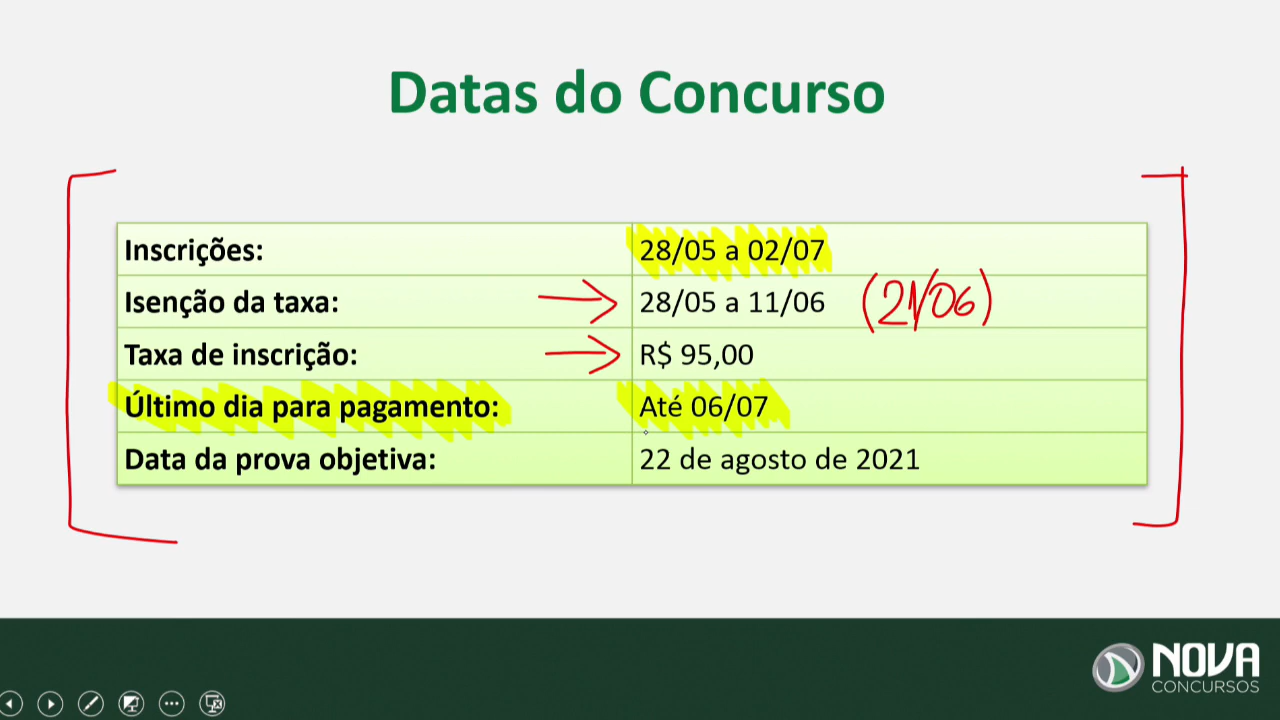 Datas do Concurso
Inscrições: 28/05 a 02/07
Isenção da taxa: 28/05 a 11/06 (21/06)
Taxa de inscrição: R$ 95,00
Último dia para pagamento: Até 06/07
Data da prova objetiva: 22 de agosto de 2021
NOVA
CONCURSOS